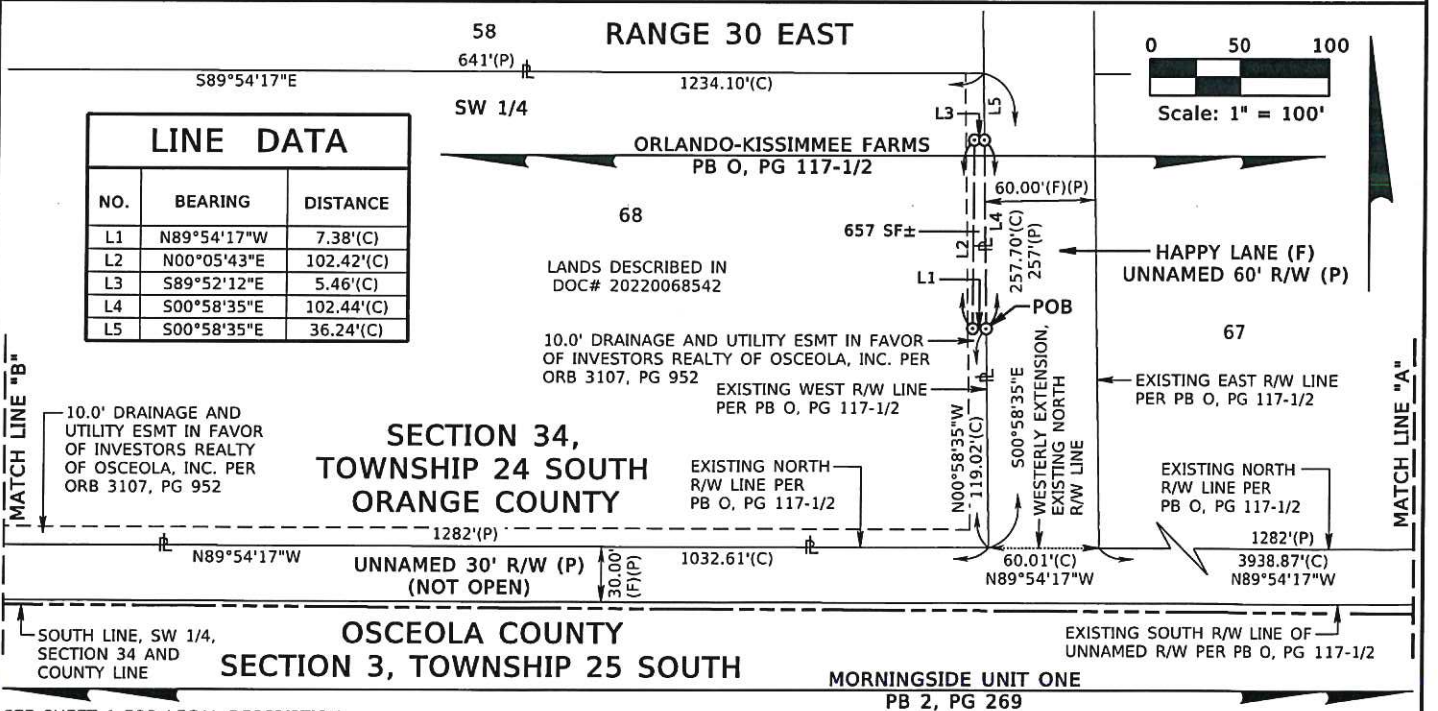 58
RANGE 30 EAST
0 50 100
Scale: 1" = 100'
641'(P)
S89°54'17"E
1234.10'(C)
SW 1/4
LINE DATA
NO. BEARING DISTANCE
L1 N89°54'17"W 7.38'(C)
L2 N00°05'43"E 102.42'(C)
L3 S89°52'12"E 5.46'(C)
L4 S00°58'35"E 102.44'(C)
L5 S00°58'35"E 36.24'(C)
L3
L5
ORLANDO-KISSIMMEE FARMS
PB O, PG 117-1/2
60.00'(F)(P)
68
657 SF±
L2
L4
257.70'(C)
257'(P)
HAPPY LANE (F)
UNNAMED 60' R/W (P)
LANDS DESCRIBED IN
DOC# 20220068542
L1
POB
67
10.0' DRAINAGE AND UTILITY ESMT IN FAVOR
OF INVESTORS REALTY OF OSCEOLA, INC. PER
ORB 3107, PG 952
EXISTING WEST R/W LINE
PER PB O, PG 117-1/2
EXISTING EAST R/W LINE
PER PB O, PG 117-1/2
MATCH LINE "B"
MATCH LINE "A"
10.0' DRAINAGE AND
UTILITY ESMT IN FAVOR
OF INVESTORS REALTY
OF OSCEOLA, INC. PER
ORB 3107, PG 952
SECTION 34,
TOWNSHIP 24 SOUTH
ORANGE COUNTY
EXISTING NORTH
R/W LINE PER
PB O, PG 117-1/2
N00°58'35"W
119.02'(C)
S00°58'35"E
WESTERLY EXTENSION,
EXISTING NORTH
R/W LINE
EXISTING NORTH
R/W LINE PER
PB O, PG 117-1/2
1282'(P)
N89°54'17"W
1032.61'(C)
UNNAMED 30' R/W (P)
(NOT OPEN)
30.00'
(F)(P)
60.01'(C)
N89°54'17"W
1282'(P)
3938.87'(C)
N89°54'17"W
SOUTH LINE, SW 1/4,
SECTION 34 AND
COUNTY LINE
OSCEOLA COUNTY
SECTION 3, TOWNSHIP 25 SOUTH
EXISTING SOUTH R/W LINE OF
UNNAMED R/W PER PB O, PG 117-1/2
MORNINGSIDE UNIT ONE
PB 2, PG 269